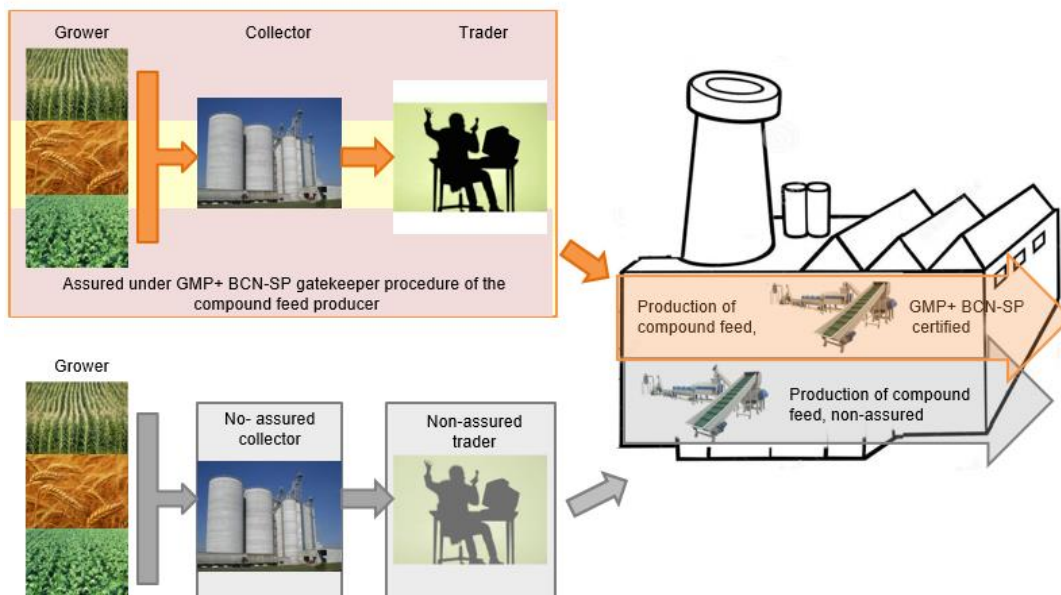 Grower
Collector
Trader
Assured under GMP+ BCN-SP gatekeeper procedure of the
compound feed producer
Production of
compound feed,
GMP+ BCN-SP
certified
Production of compound
feed, non-assured
Grower
No- assured
collector
Non-assured
trader